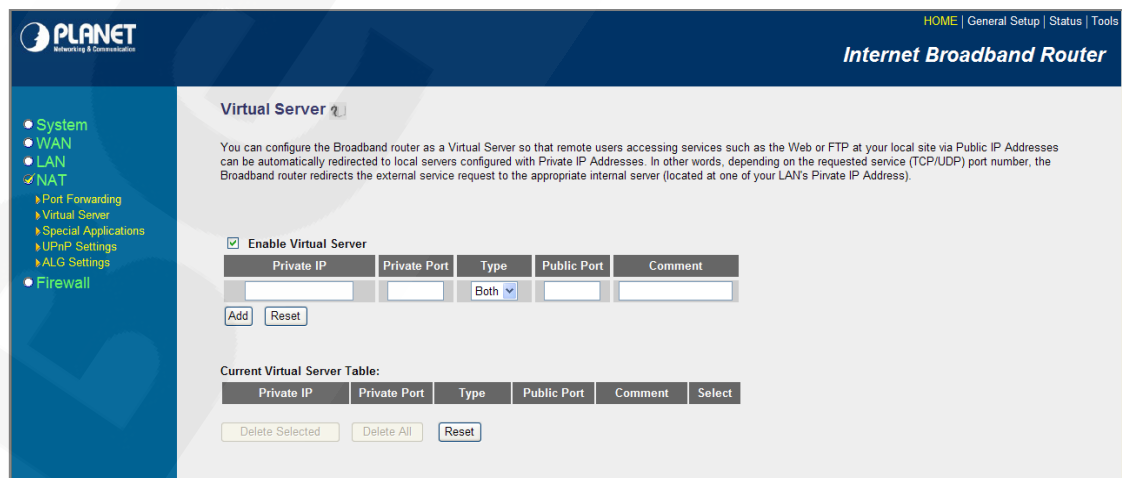 PLANET
Networking & Communication
HOME | General Setup | Status | Tools
Internet Broadband Router
System
WAN
LAN
NAT
Port Forwarding
Virtual Server
Special Applications
UPnP Settings
ALG Settings
Firewall
Virtual Server
You can configure the Broadband router as a Virtual Server so that remote users accessing services such as the Web or FTP at your local site via Public IP Addresses
can be automatically redirected to local servers configured with Private IP Addresses. In other words, depending on the requested service (TCP/UDP) port number, the
Broadband router redirects the external service request to the appropriate internal server (located at one of your LAN's Private IP Address).
Enable Virtual Server
Private IP Private Port Type Public Port Comment
Both
Add Reset
Current Virtual Server Table:
Private IP Private Port Type Public Port Comment Select
Delete Selected Delete All Reset